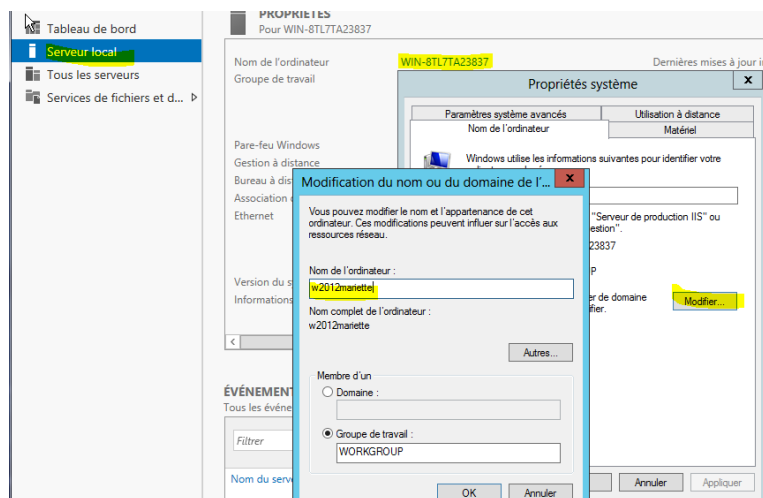 PROPRIÉTÉS
Pour WIN-8TL7TA23837
Tableau de bord
Serveur local
Tous les serveurs
Services de fichiers et d...
Nom de l'ordinateur
WIN-8TL7TA23837
Dernières mises à jour
Groupe de travail
Pare-feu Windows
Gestion à distance
Bureau à dis
Association
Ethernet
Version du s
Informations
Propriétés système
x
Paramètres système avancés
Utilisation à distance
Nom de l'ordinateur
Matériel
Windows utilise les informations suivantes pour identifier votre
"Serveur de production IIS" ou
estion".
23837
P
er de domaine
fier.
Modifier...
Modification du nom ou du domaine de l'...
x
Vous pouvez modifier le nom et l'appartenance de cet
ordinateur. Ces modifications peuvent influer sur l'accès aux
ressources réseau.
Nom de l'ordinateur :
w2012mariette
Nom complet de l'ordinateur :
w2012mariette
Autres...
Membre d'un
Domaine :
Groupe de travail :
WORKGROUP
OK
Annuler
Annuler
Appliquer
ÉVÉNEMEN
Tous les événe
Filtrer
Nom du serv